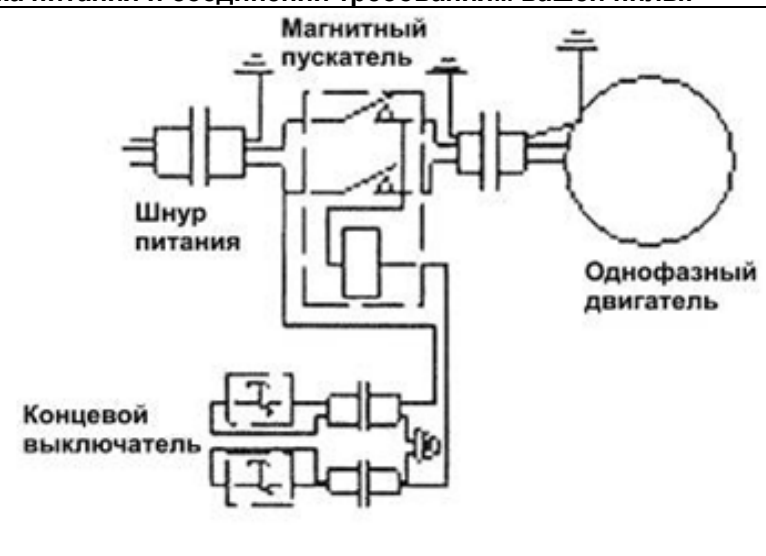 питания и соединения требованиям вашей пилы
Магнитный
пускатель
Шнур
питания
Однофазный
двигатель
Концевой
выключатель